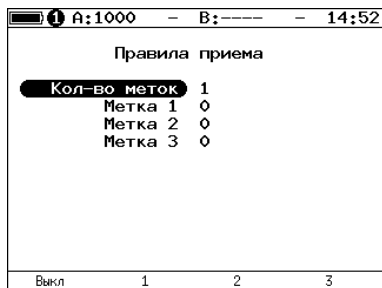 1 A:1000 – B:---- – 14:52
Правила приема
Кол-во меток 1
Метка 1 0
Метка 2 0
Метка 3 0
Выкл 1 2 3